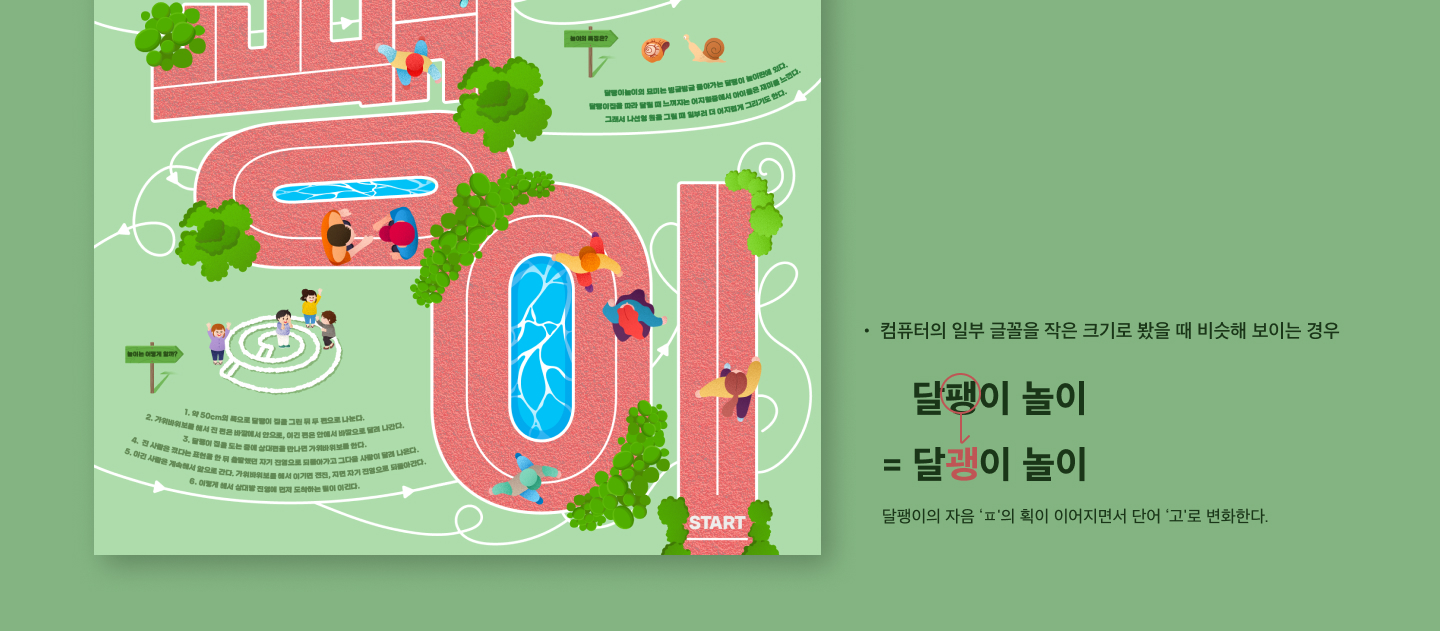 놀이의 특징은?
달팽이놀이의 묘미는 빙글빙글 돌아가는 달팽이 놀이판에 있다.
달팽이집을 따라 달릴 때 느껴지는 어지럼증에서 아이들은 재미를 느낀다.
그래서 나선형 원을 그릴 때 일부러 더 어지럽게 그리기도 한다.
놀이는 어떻게 할까?
1. 약 50cm의 폭으로 달팽이 집을 그린 뒤 두 편으로 나눈다.
2. 가위바위보를 해서 진 편은 바깥에서 안으로, 이긴 편은 안에서 바깥으로 달려 나간다.
3. 달팽이 집을 도는 중에 상대편을 만나면 가위바위보를 한다.
4. 진 사람은 졌다는 표현을 한 뒤 출발했던 자기 진영으로 되돌아가고 그다음 사람이 달려 나온다.
5. 이긴 사람은 계속해서 앞으로 간다. 가위바위보를 해서 이기면 전진, 지면 자기 진영으로 되돌아간다.
6. 이렇게 해서 상대방 진영에 먼저 도착하는 팀이 이긴다.
START
• 컴퓨터의 일부 글꼴을 작은 크기로 봤을 때 비슷해 보이는 경우
달팽이 놀이
= 달괭이 놀이
달팽이의 자음 ‘ㅍ'의 획이 이어지면서 단어 ‘고'로 변화한다.